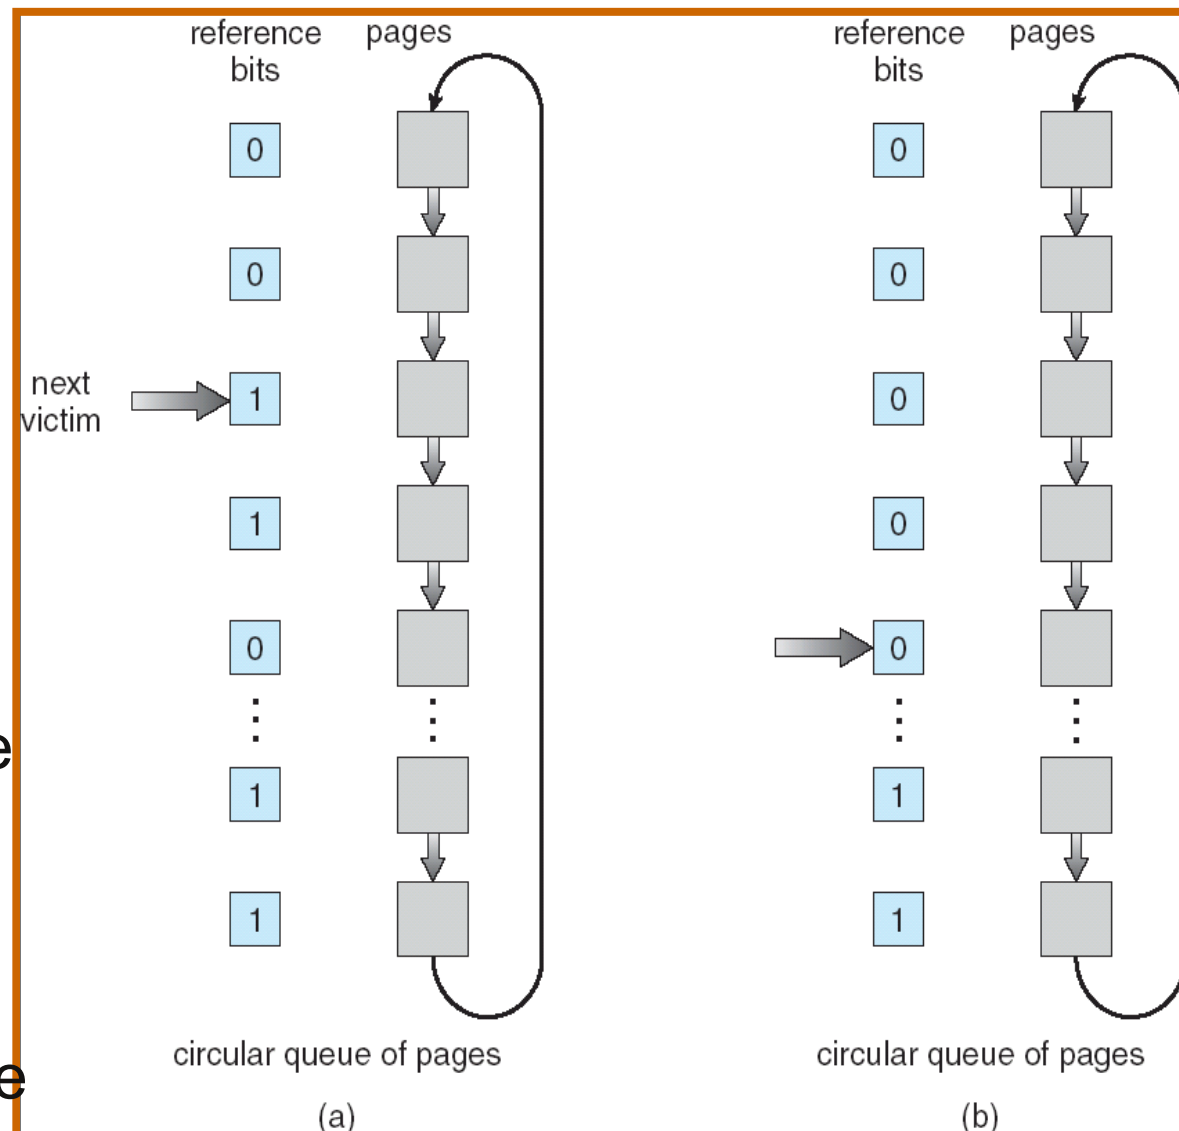 reference pages
bits
0
0
next
victim
1
1
0
1
1
circular queue of pages
(a)
reference pages
bits
0
0
0
0
0
1
1
circular queue of pages
(b)
e
e